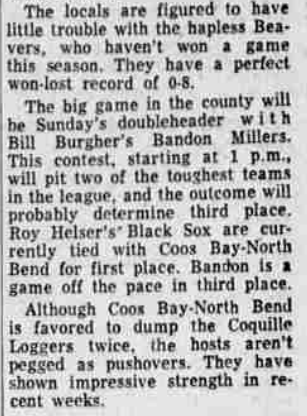 The locals are figured to have
little trouble with the hapless Bea-
vers, who haven't won a game
this season. They have a perfect
won-lost record of 0-8.
The big game in the county will
be Sunday's doubleheader with
Bill Burgher's Bandon Millers.
This contest, starting at 1 p.m.,
will pit two of the toughest teams
in the league, and the outcome will
probably determine third place.
Roy Helser's Black Sox are cur-
rently tied with Coos Bay-North
Bend for first place. Bandon is a
game off the pace in third place.
Although Coos Bay-North Bend
is favored to dump the Coquille
Loggers twice, the hosts aren't
pegged as pushovers. They have
shown impressive strength in re-
cent weeks.